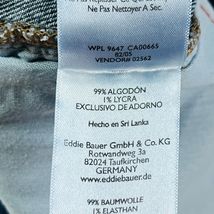 Ne Pas Nettoyer A Sec.
WPL 9647 CA00665
02/05
VENDOR# 02562
99% ALGODÓN
1% LYCRA
EXCLUSIVO DE ADORNO
Hecho en Sri Lanka
Eddie Bauer GmbH & Co. KG
Rotwandweg 3a
82024 Taufkirchen
GERMANY
www.eddiebauer.com
99% BAUMWOLLE
1% ELASTHAN